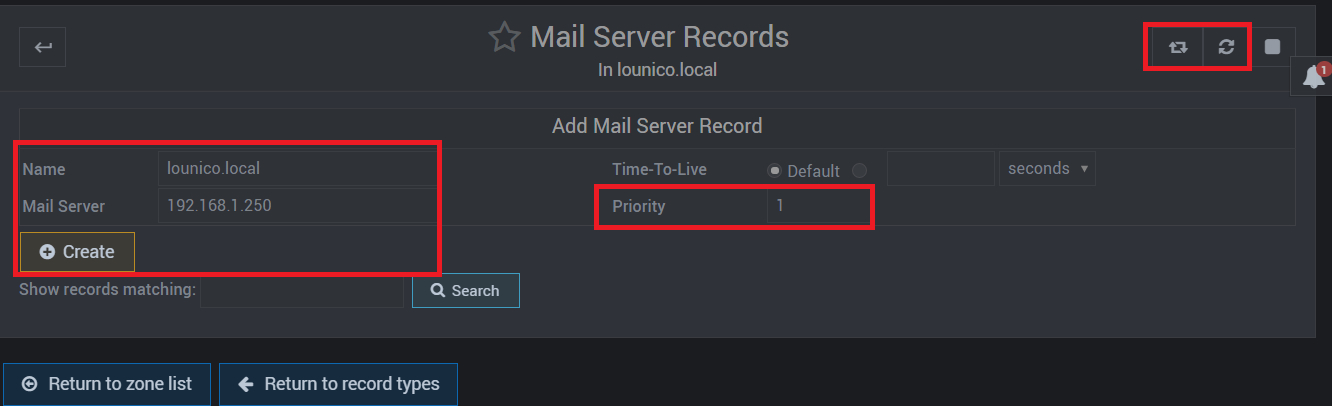 Mail Server Records
In lounico.local
1
Add Mail Server Record
Name lounico.local Time-To-Live Default seconds
Mail Server 192.168.1.250 Priority 1
Create
Show records matching: Search
Return to zone list Return to record types